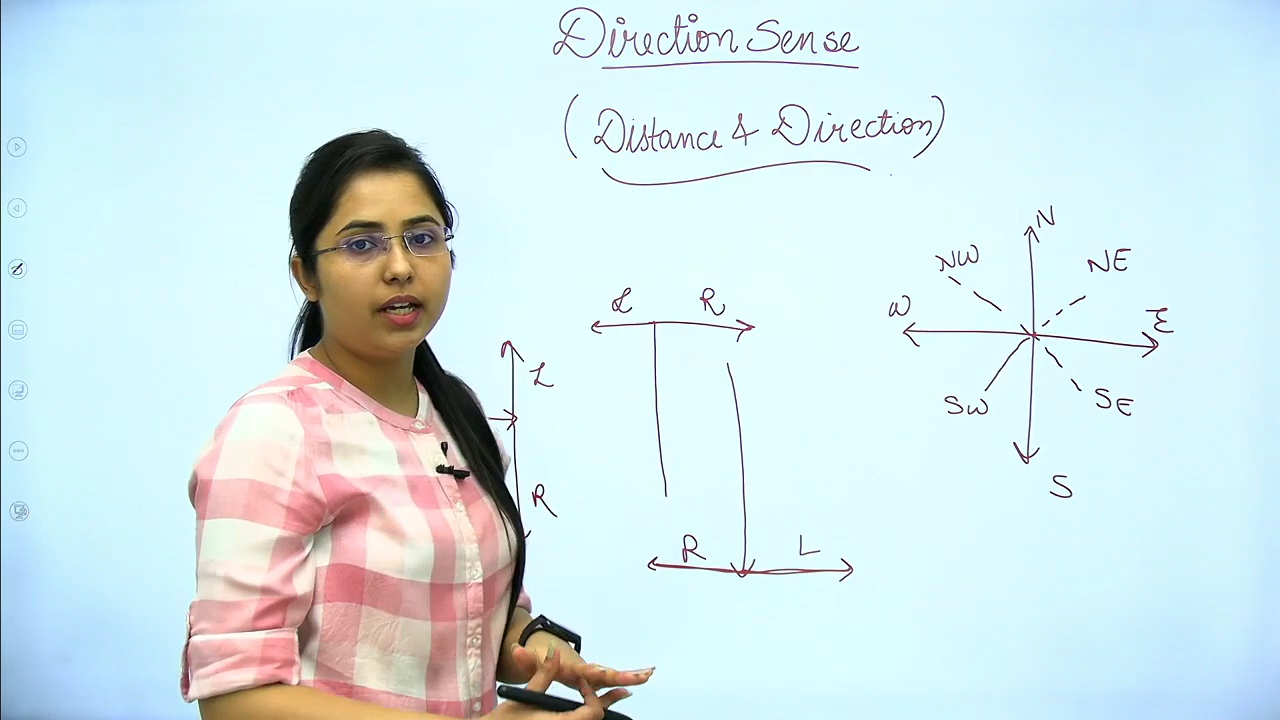 Direction Sense
(Distance & Direction)
N
NW NE
L R W E
L
SW SE
R S
R L